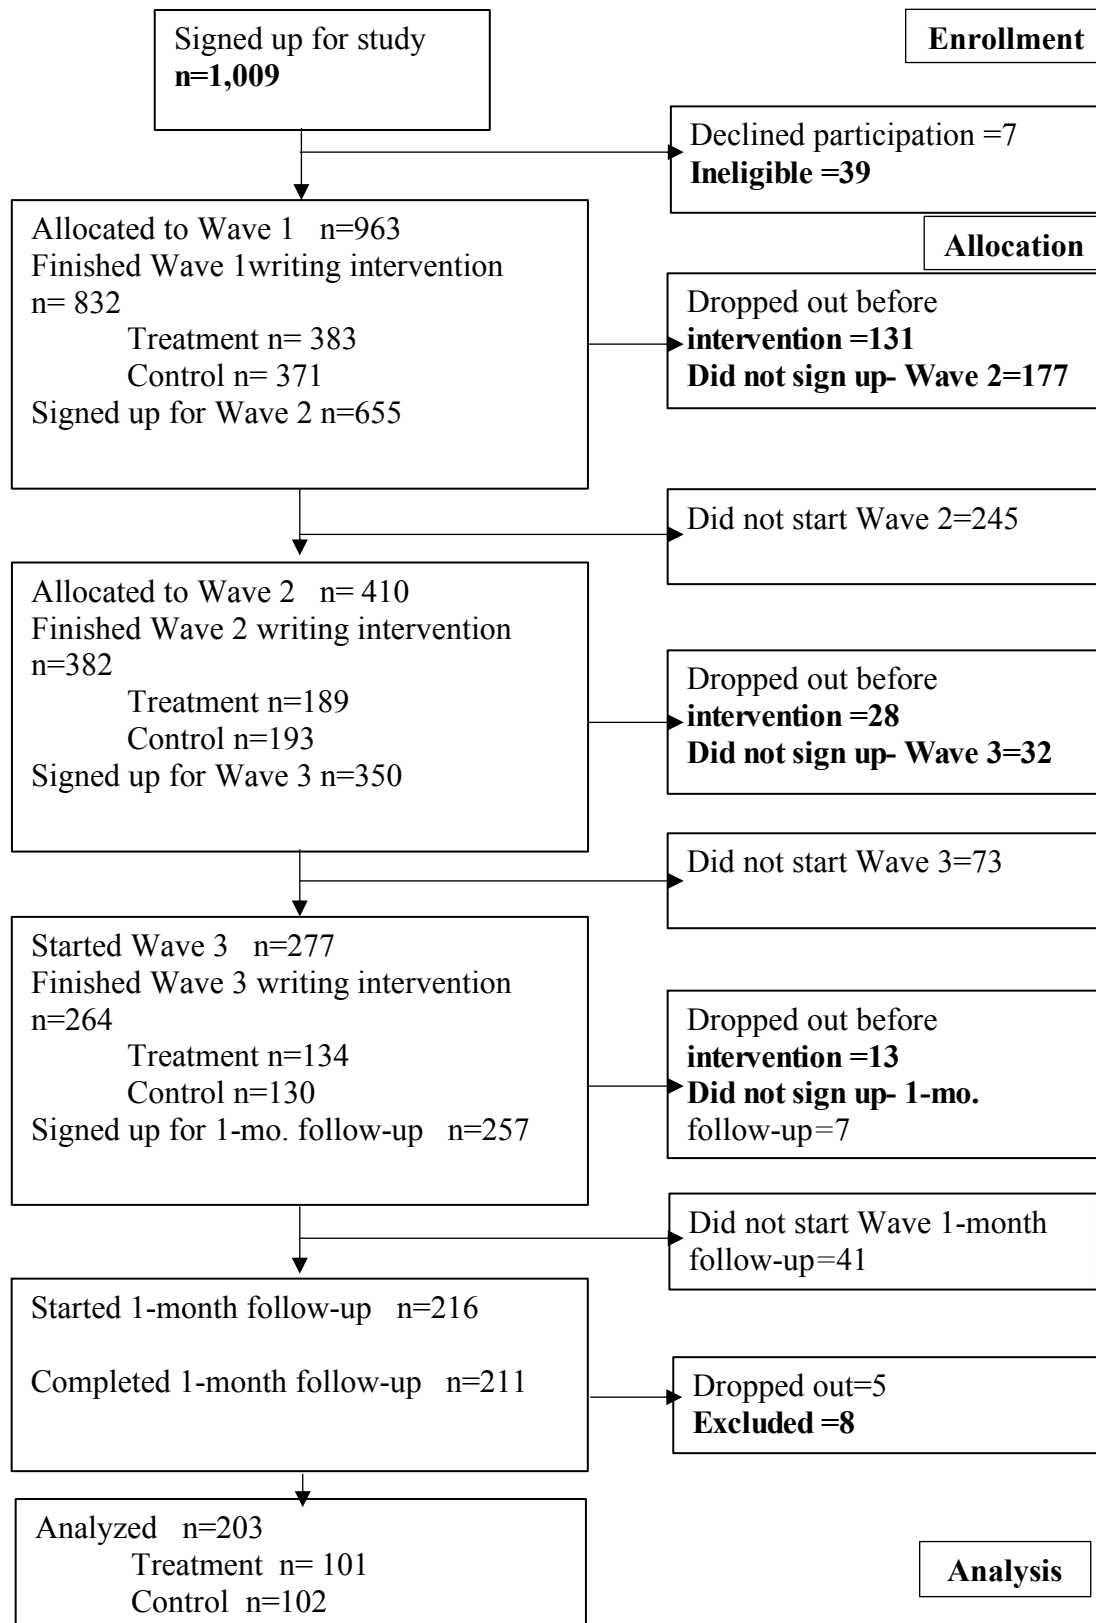 Signed up for study
n=1,009
Enrollment
Declined participation =7
Ineligible =39
Allocated to Wave 1   n=963
Finished Wave 1writing intervention
n= 832
Treatment n= 383
Control n= 371
Signed up for Wave 2 n=655
Allocation
Dropped out before
intervention =131
Did not sign up- Wave 2=177
Did not start Wave 2=245
Allocated to Wave 2   n= 410
Finished Wave 2 writing intervention
n=382
Treatment n=189
Control n=193
Signed up for Wave 3 n=350
Dropped out before
intervention =28
Did not sign up- Wave 3=32
Did not start Wave 3=73
Started Wave 3   n=277
Finished Wave 3 writing intervention
n=264
Treatment n=134
Control n=130
Signed up for 1-mo. follow-up   n=257
Dropped out before
intervention =13
Did not sign up- 1-mo.
follow-up=7
Did not start Wave 1-month
follow-up=41
Started 1-month follow-up   n=216
Completed 1-month follow-up   n=211
Dropped out=5
Excluded =8
Analyzed   n=203
Treatment  n= 101
Control  n=102
Analysis